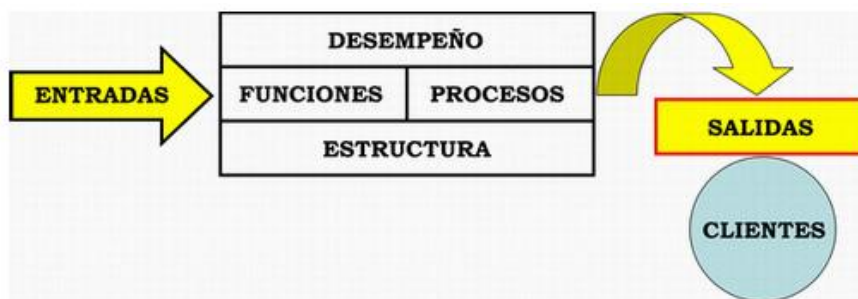 DESEMPEÑO
ENTRADAS
FUNCIONES
PROCESOS
ESTRUCTURA
SALIDAS
CLIENTES